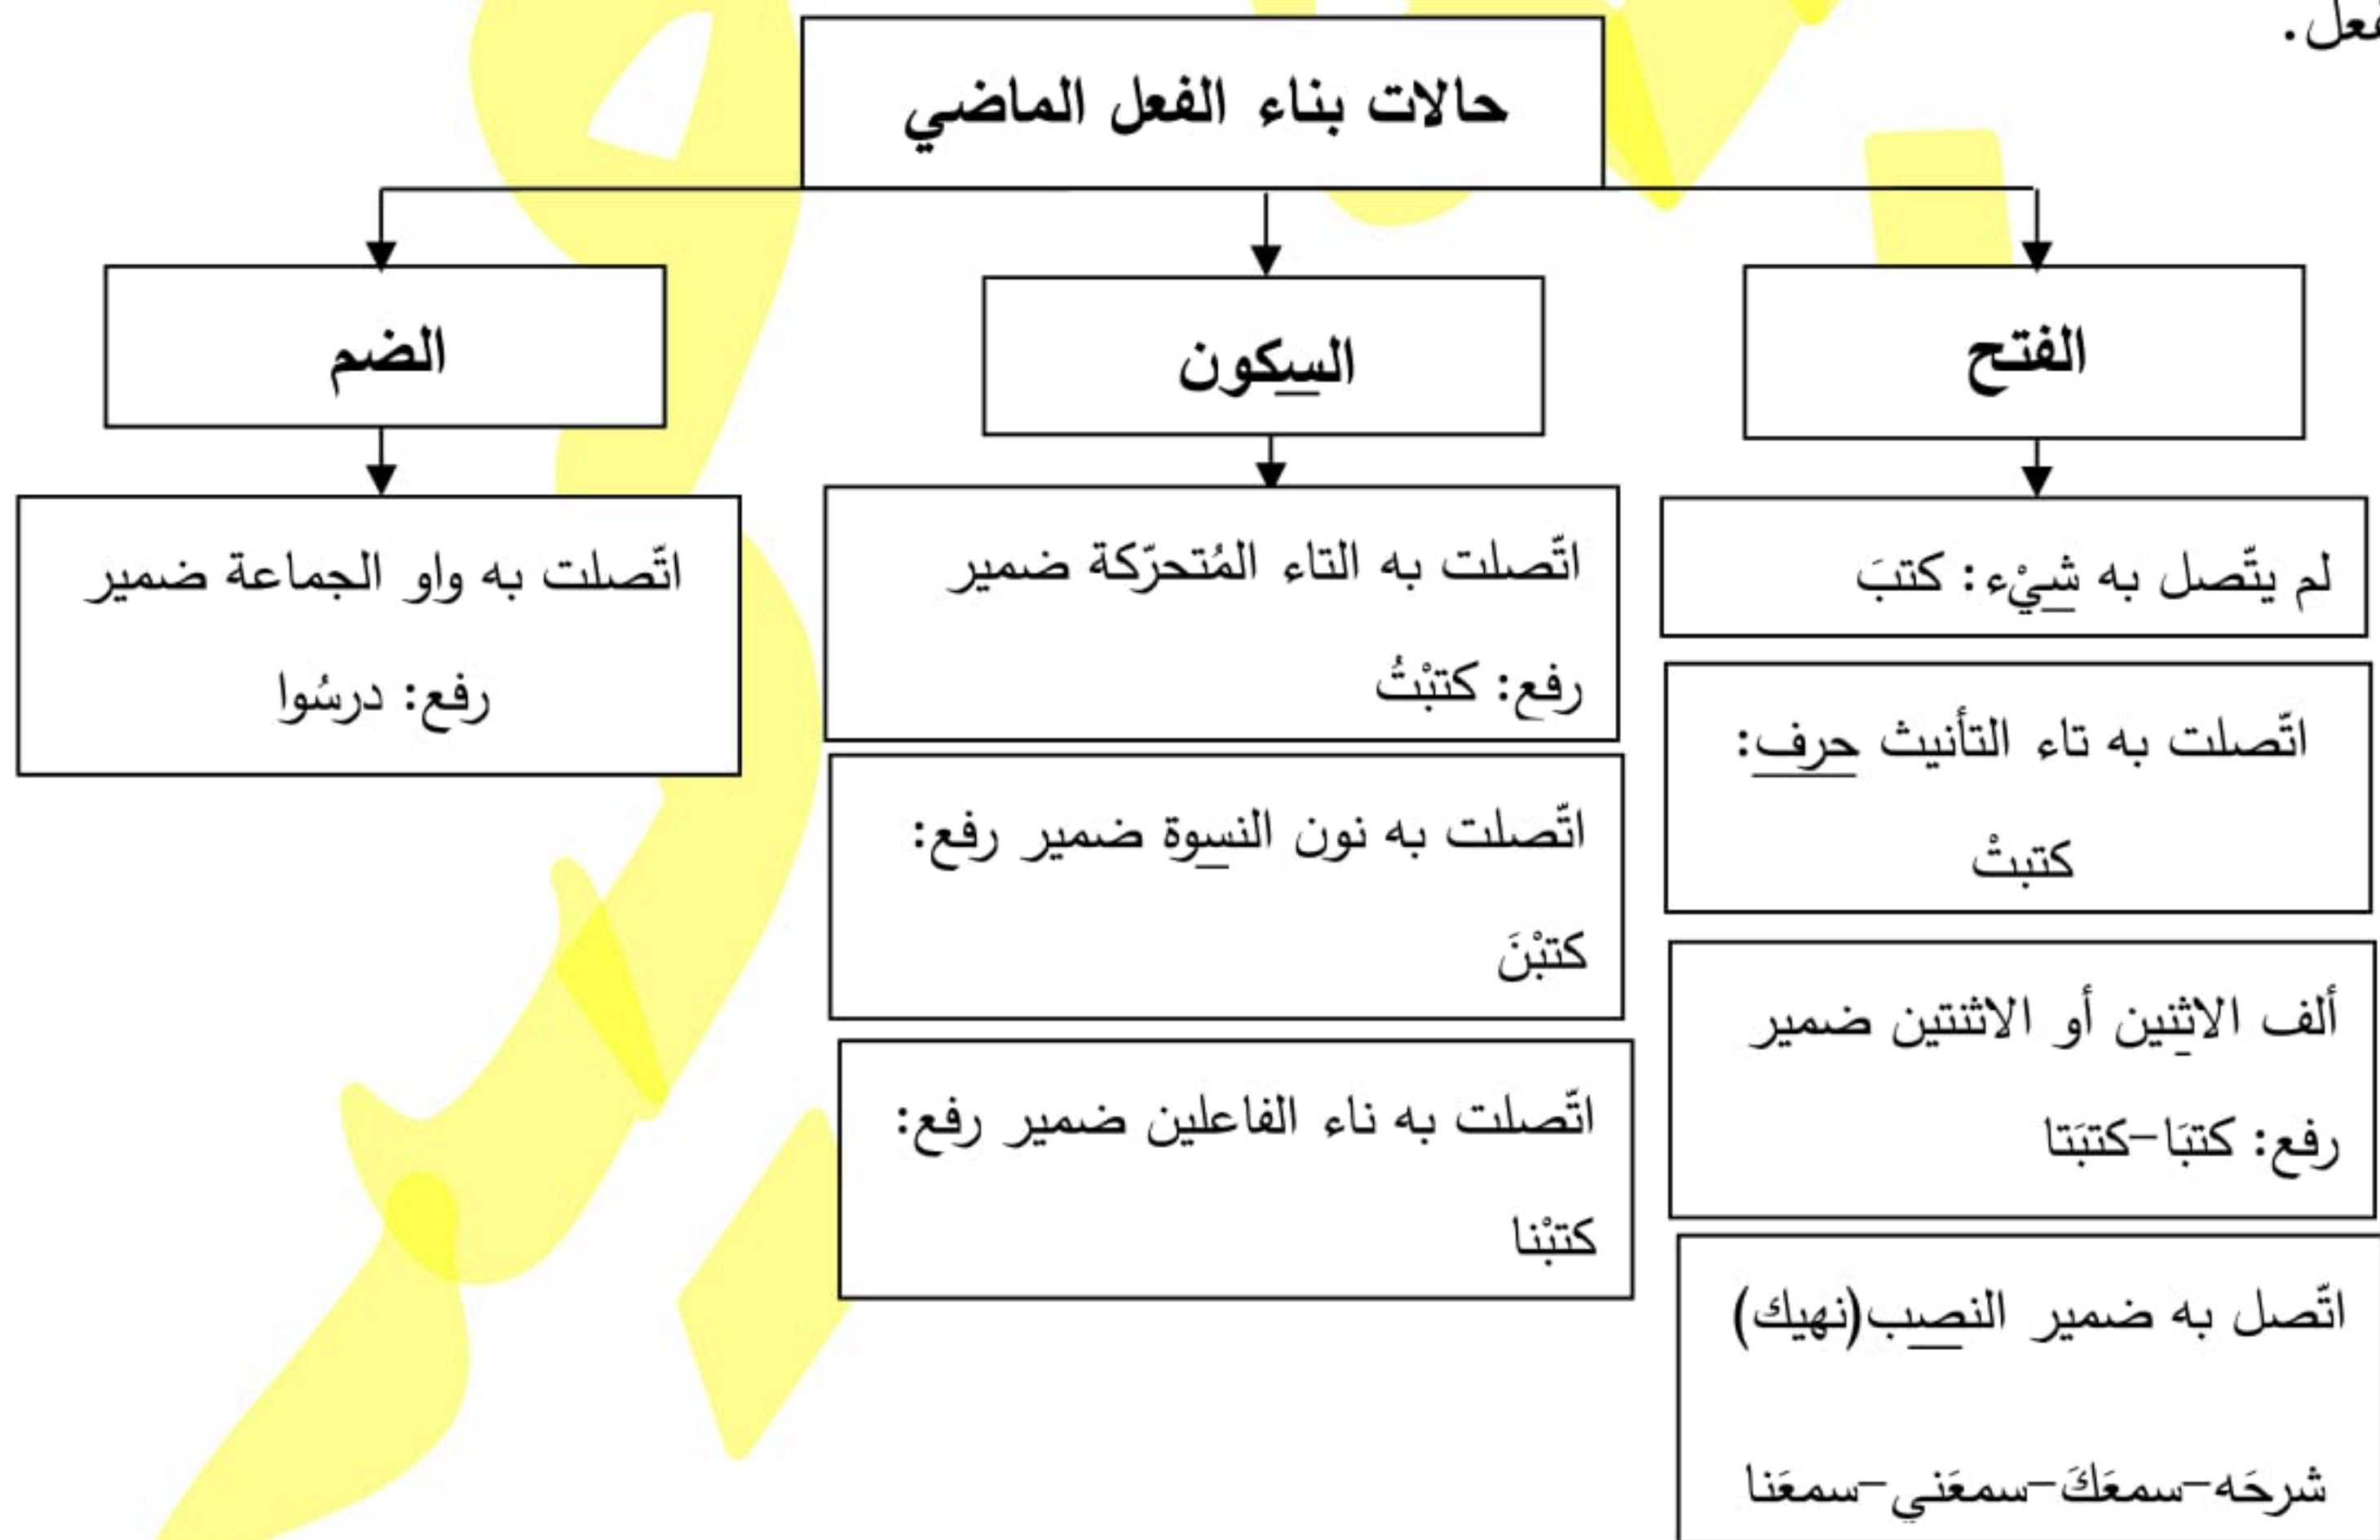 فعل.
حالات بناء الفعل الماضي
الفتح
لم يتّصل به شيْء: كتبَ
اتّصلت به تاء التأنيث حرف:
كتبتْ
ألف الاثنين أو الاثنتين ضمير
رفع: كتبَا-كتبَتا
اتّصل به ضمير النصب(نهيك)
شرحَه-سمعَكَ-سمعَني-سمعَنا
السكون
اتّصلت به التاء المُتحرّكة ضمير
رفع: كتبْتُ
اتّصلت به نون النسوة ضمير رفع:
كتبْنَ
اتّصلت به ناء الفاعلين ضمير رفع:
كتبْنا
الضم
اتّصلت به واو الجماعة ضمير
رفع: درسُوا